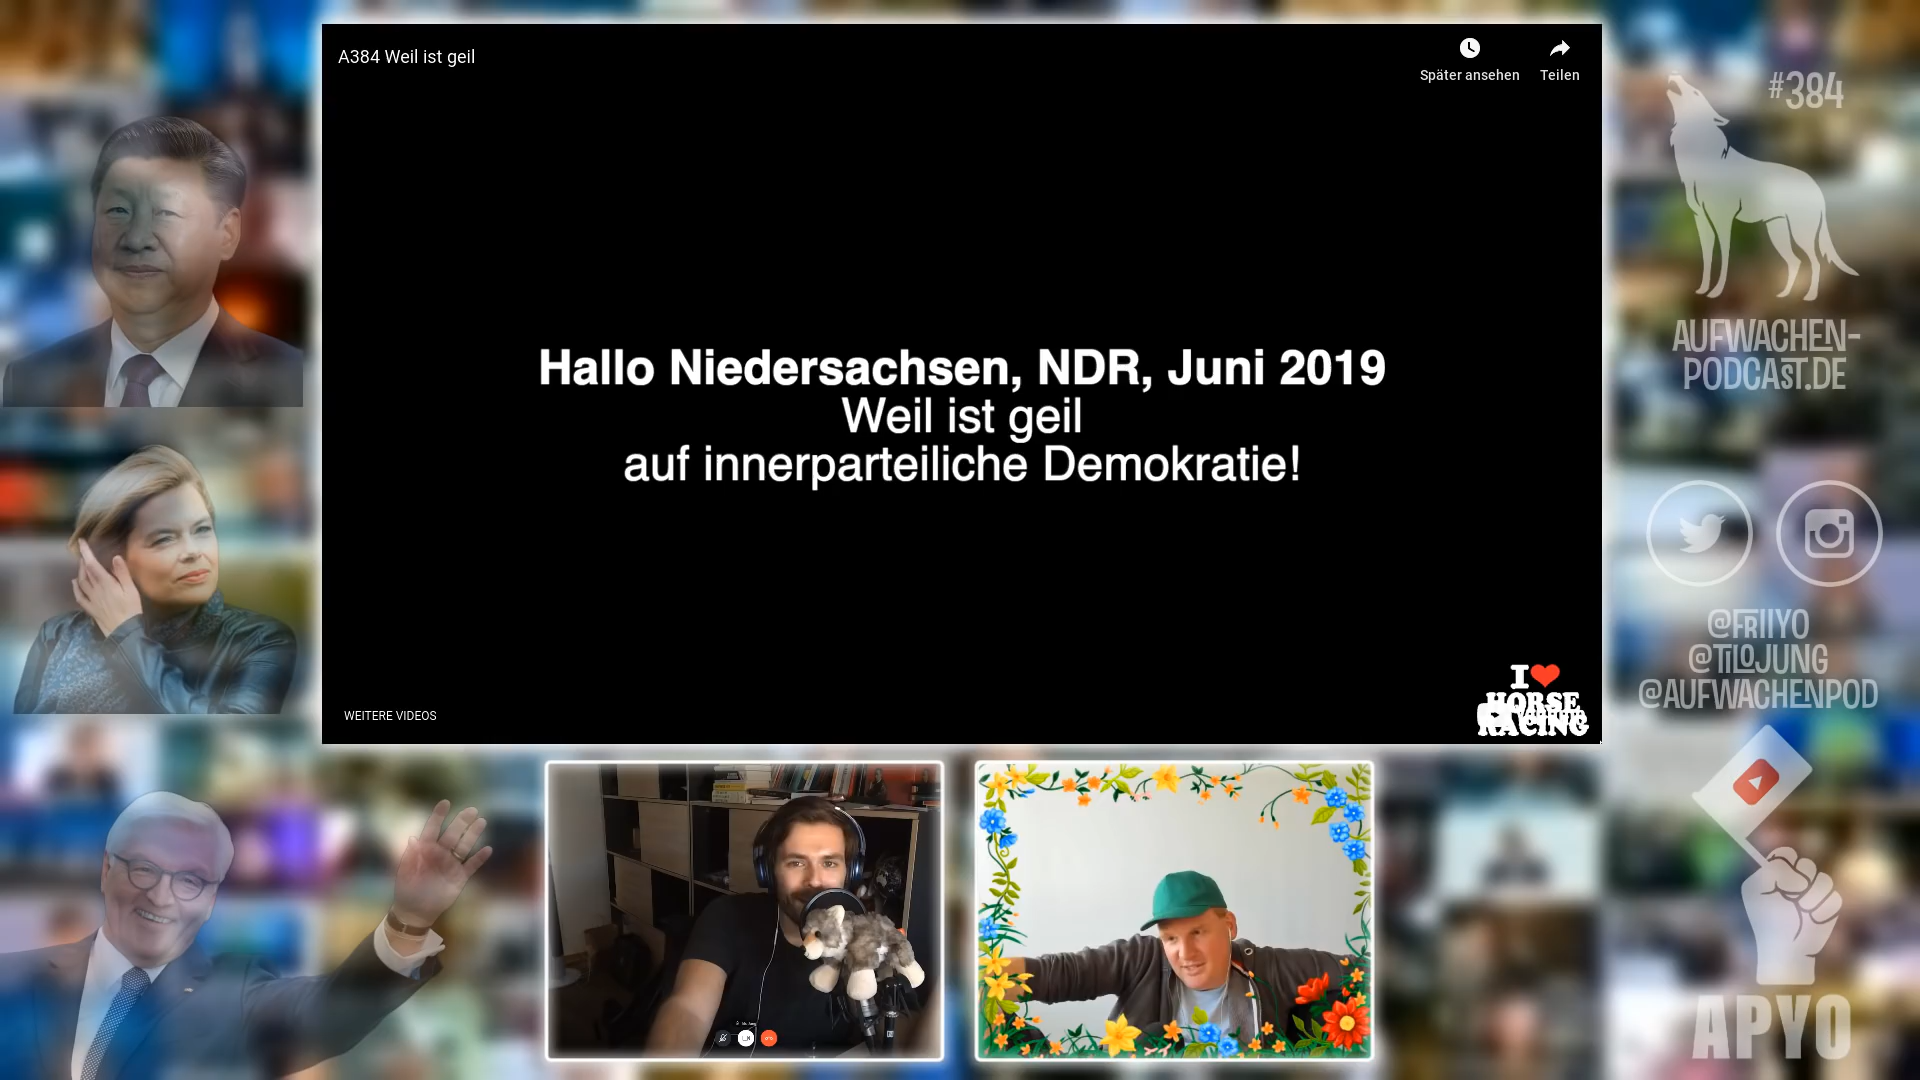 A384 Weil ist geil
Später ansehen
Teilen
Hallo Niedersachsen, NDR, Juni 2019
Weil ist geil
auf innerparteiliche Demokratie!
WEITERE VIDEOS
I
HORSE
RACING
#384
AUFWACHEN-
PODCAST.DE
@FRIIYO
@TILOJUNG
@AUFWACHENPOD
APYO